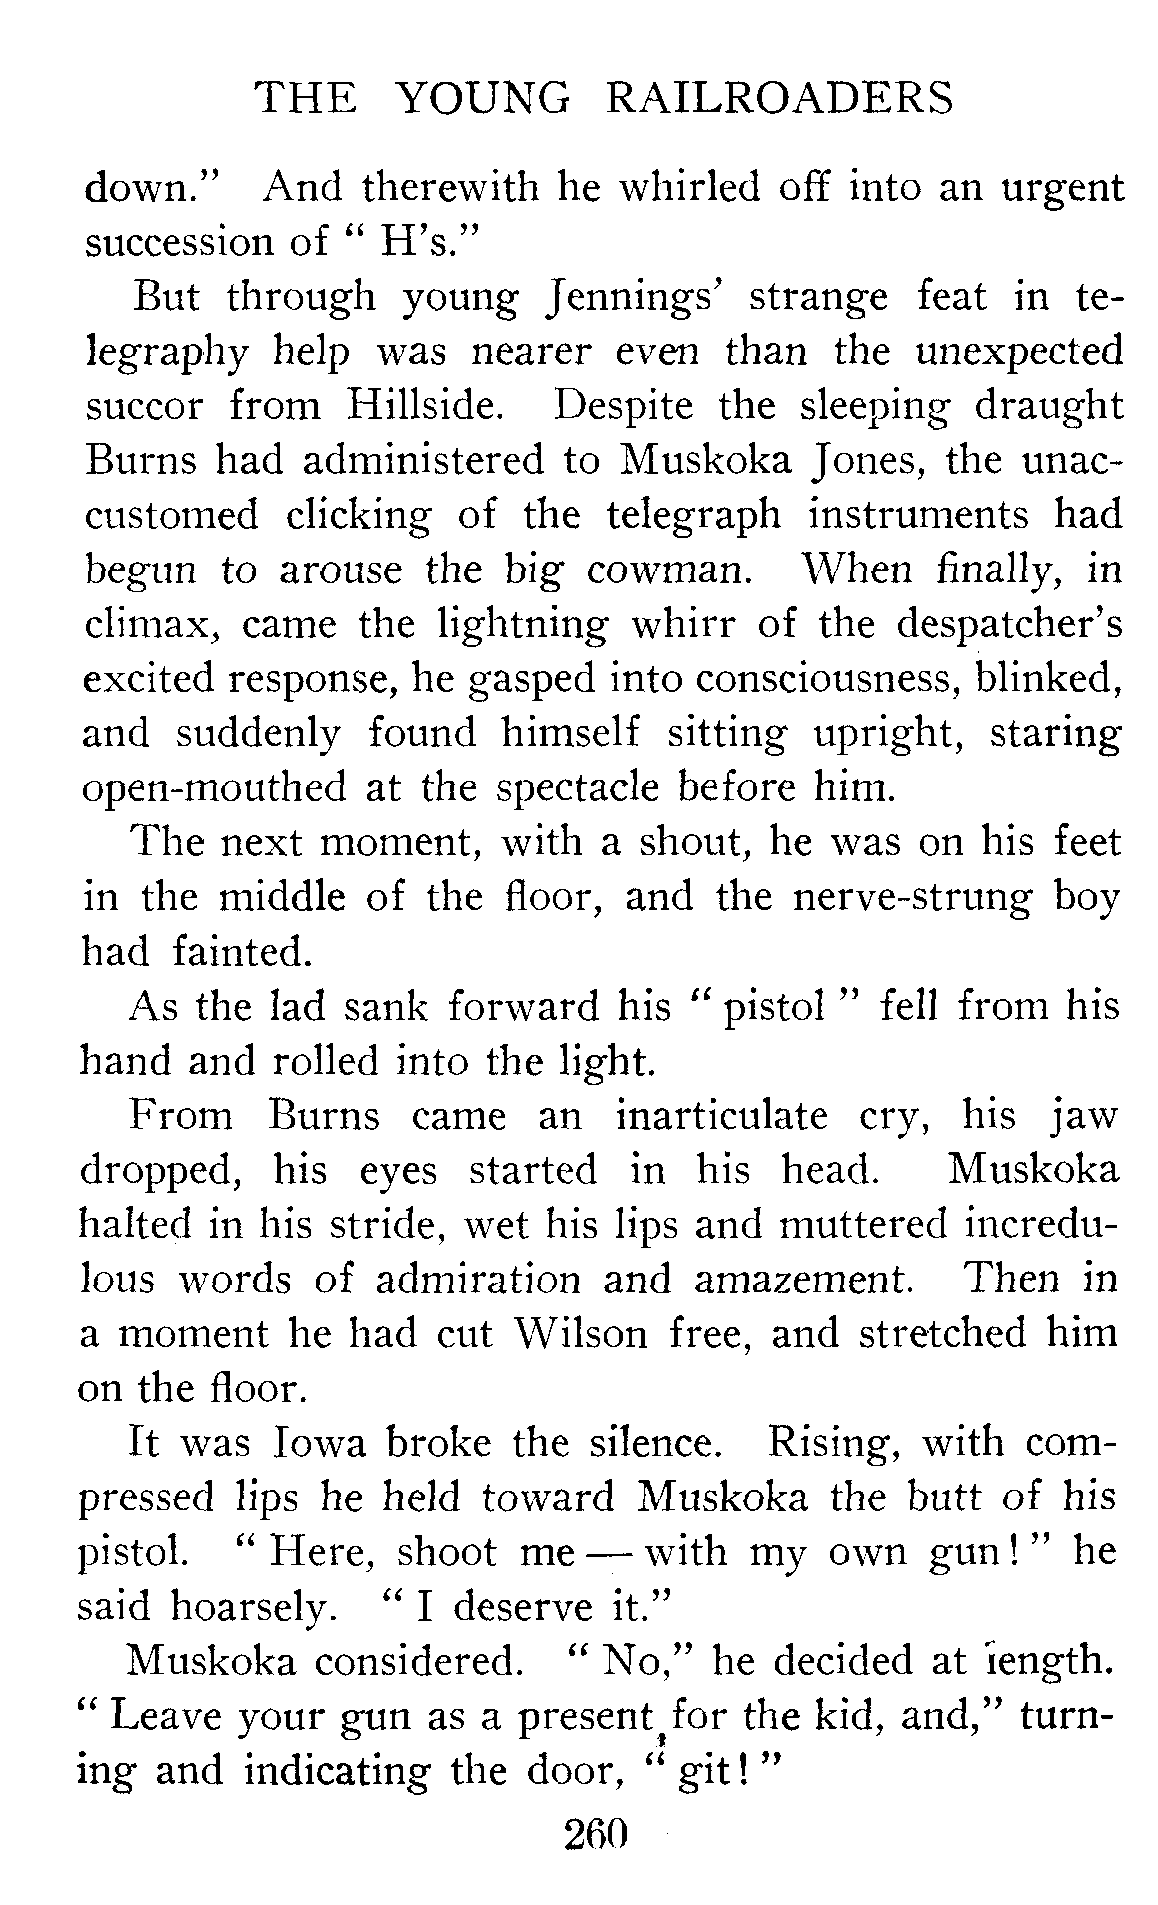 THE YOUNG RAILROADERS
down.” And therewith he whirled off into an urgent
succession of “ H's.”
But through young Jennings’ strange feat in te-
legraphy help was nearer even than the unexpected
succor from Hillside. Despite the sleeping draught
Burns had administered to Muskoka Jones, the unac-
customed clicking of the telegraph instruments had
begun to arouse the big cowman. When finally, in
climax, came the lightning whirr of the despatcher's
excited response, he gasped into consciousness, blinked,
and suddenly found himself sitting upright, staring
open-mouthed at the spectacle before him.
The next moment, with a shout, he was on his feet
in the middle of the floor, and the nerve-strung boy
had fainted.
As the lad sank forward his “ pistol ” fell from his
hand and rolled into the light.
From Burns came an inarticulate cry, his jaw
dropped, his eyes started in his head. Muskoka
halted in his stride, wet his lips and muttered incredu-
lous words of admiration and amazement. Then in
a moment he had cut Wilson free, and stretched him
on the floor.
It was Iowa broke the silence. Rising, with com-
pressed lips he held toward Muskoka the butt of his
pistol. “ Here, shoot me — with my own gun! ” he
said hoarsely. “ I deserve it.”
Muskoka considered. “ No,” he decided at length.
“ Leave your gun as a present for the kid, and,” turn-
ing and indicating the door, “ git! ”
260